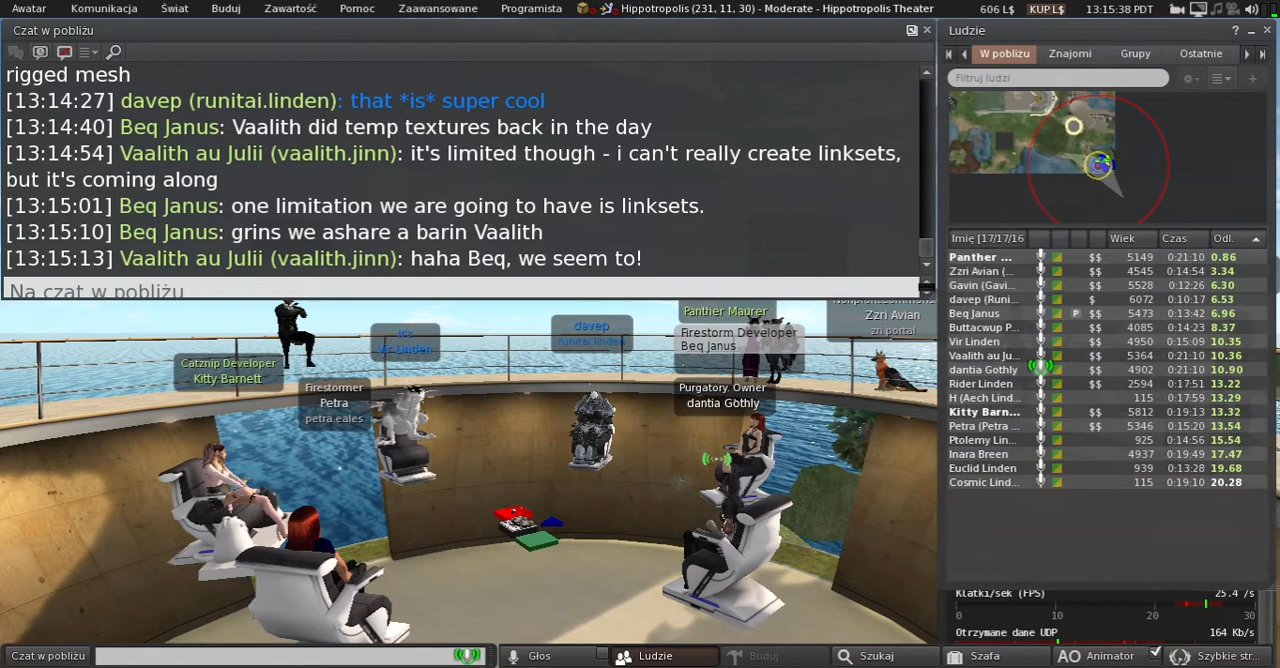 Awatar Komunikacja Świat Buduj Zawartość Pomoc Zaawansowane Programista Hippotropolis (231, 11, 30) - Moderate - Hippotropolis Theater 606 L$ KUP L$ 13:15:38 PDT
Czat w pobliżu
rigged mesh
[13:14:27] davep (runitai.linden): that *is* super cool
[13:14:40] Beq Janus: Vaalith did temp textures back in the day
[13:14:54] Vaalith au Julii (vaalith.jinn): it's limited though - i can't really create linksets,
but it's coming along
[13:15:01] Beq Janus: one limitation we are going to have is linksets.
[13:15:10] Beq Janus: grins we ashare a barin Vaalith
[13:15:13] Vaalith au Julii (vaalith.jinn): haha Beq, we seem to!
Na czat w pobliżu
Catznip Developer
Kitty Barnett
Firestormer
Petra
petra.eales
It's
Vir Linden
davep
runitai.linden
Panther Maurer
Firestorm Developer
Beq Janus
Zzri Avian
zri.portal
Purgatory. Owner
dantia Gothly
Ludzie
W pobliżu Znajomi Grupy Ostatnie
Filtruj ludzi
Imię [17/17/16 Wiek Czas Odl.
Panther ... 5149 0:21:10 0.86
Zzri Avian (... $$ 4545 0:14:54 3.34
Gavin (Gavi... $$ 5528 0:12:26 6.30
davep (Runi... $ 6072 0:10:17 6.53
Beq Janus P $$ 5473 0:13:42 6.96
Buttacwup P... $$ 4085 0:14:23 8.37
Vir Linden $$ 4950 0:15:09 10.35
Vaalith au Ju... $$ 5364 0:21:10 10.36
dantia Gothly $$ 4902 0:21:10 10.90
Rider Linden $$ 2594 0:17:51 13.22
H (Aech Lind... 115 0:17:59 13.29
Kitty Barn... $$ 5812 0:19:13 13.32
Petra (Petra ... $$ 5346 0:15:20 13.54
Ptolemy Lin... 925 0:14:56 15.54
Inara Breen 4937 0:19:49 17.47
Euclid Linden 939 0:13:28 19.68
Cosmic Lind... 115 0:19:10 20.28
Klatki/sek (FPS) 25.4 /s
0 10 20 30
Otrzymane dane UDP 164 Kb/s
Czat w pobliżu Głos Ludzie Buduj Szukaj Szafa AO Animator Szybkie str...